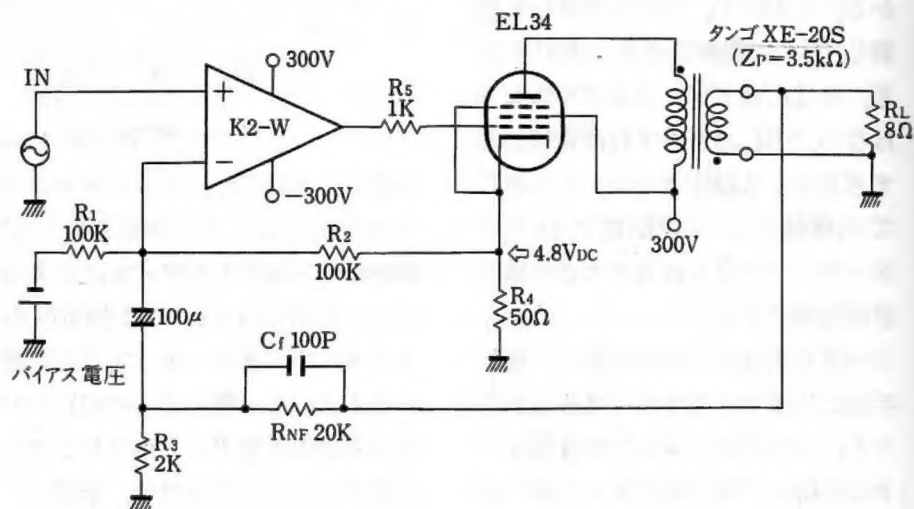 EL34
タンゴ XE-20S
(ZP=3.5kΩ)
IN
300V
+
K2-W
−
−300V
R5
1K
RL
8Ω
300V
R1
100K
R2
100K
⇦4.8VDC
100μ
R4
50Ω
バイアス電圧
Cf 100P
RNF 20K
R3
2K